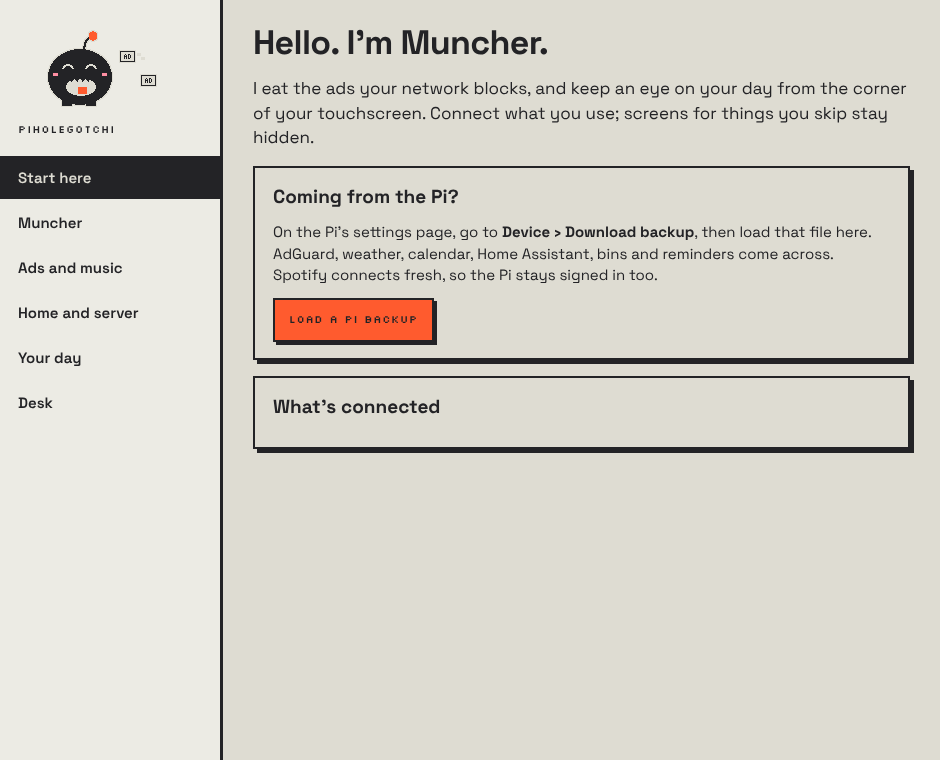 AD
AD
PIHOLEGOTCHI
Start here
Muncher
Ads and music
Home and server
Your day
Desk
Hello. I'm Muncher.
I eat the ads your network blocks, and keep an eye on your day from the corner
of your touchscreen. Connect what you use; screens for things you skip stay
hidden.
Coming from the Pi?
On the Pi's settings page, go to Device > Download backup, then load that file here.
AdGuard, weather, calendar, Home Assistant, bins and reminders come across.
Spotify connects fresh, so the Pi stays signed in too.
LOAD A PI BACKUP
What's connected